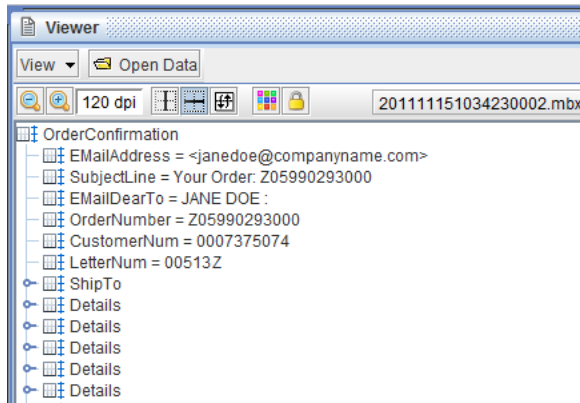 Viewer
View Open Data
120 dpi 201111151034230002.mbx
OrderConfirmation
EMailAddress = <janedoe@companyname.com>
SubjectLine = Your Order: Z05990293000
EMailDearTo = JANE DOE :
OrderNumber = Z05990293000
CustomerNum = 0007375074
LetterNum = 00513Z
ShipTo
Details
Details
Details
Details
Details